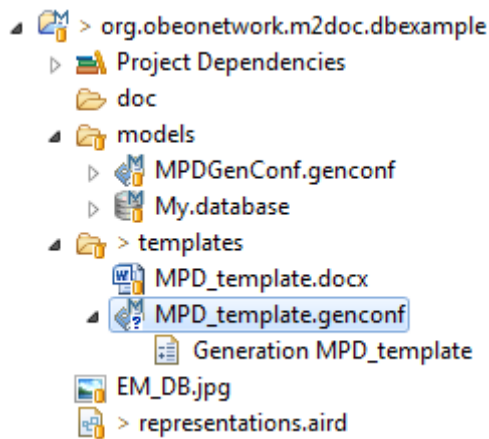 > org.obeonetwork.m2doc.dbexample
Project Dependencies
doc
models
MPDGenConf.genconf
My.database
> templates
MPD_template.docx
MPD_template.genconf
Generation MPD_template
EM_DB.jpg
> representations.aird